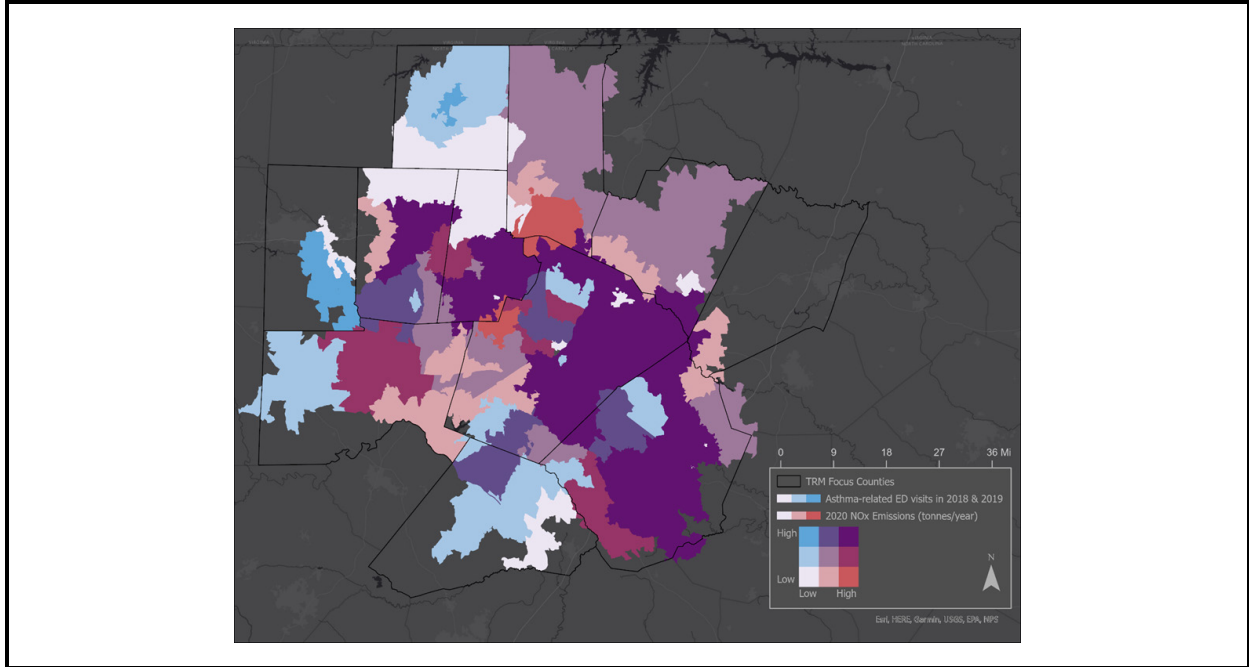 0 9 18 27 36 Mi
TRM Focus Counties
Asthma-related ED visits in 2018 & 2019
2020 NOx Emissions (tonnes/year)
High
Low
Low High
N
Esri, HERE, Garmin, USGS, EPA, NPS